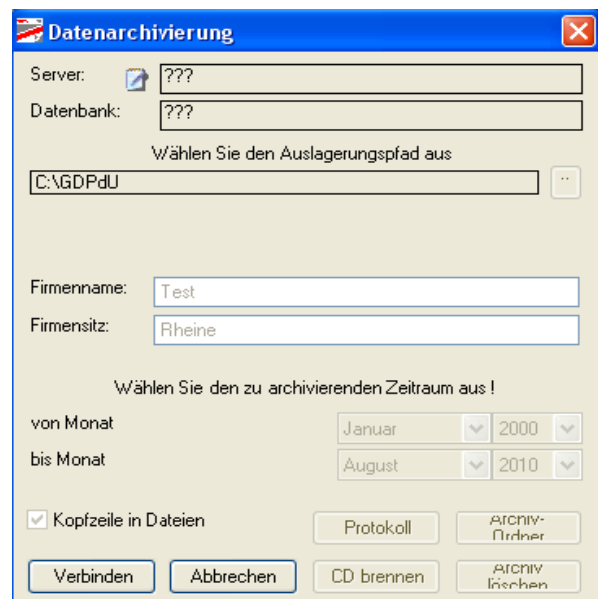 Datenarchivierung
Server: ???
Datenbank: ???
Wählen Sie den Auslagerungspfad aus
C:\GDPdU ..
Firmenname: Test
Firmensitz: Rheine
Wählen Sie den zu archivierenden Zeitraum aus !
von Monat Januar 2000
bis Monat August 2010
Kopfzeile in Dateien
Protokoll
Archiv-
Ordner
Verbinden
Abbrechen
CD brennen
Archiv
löschen